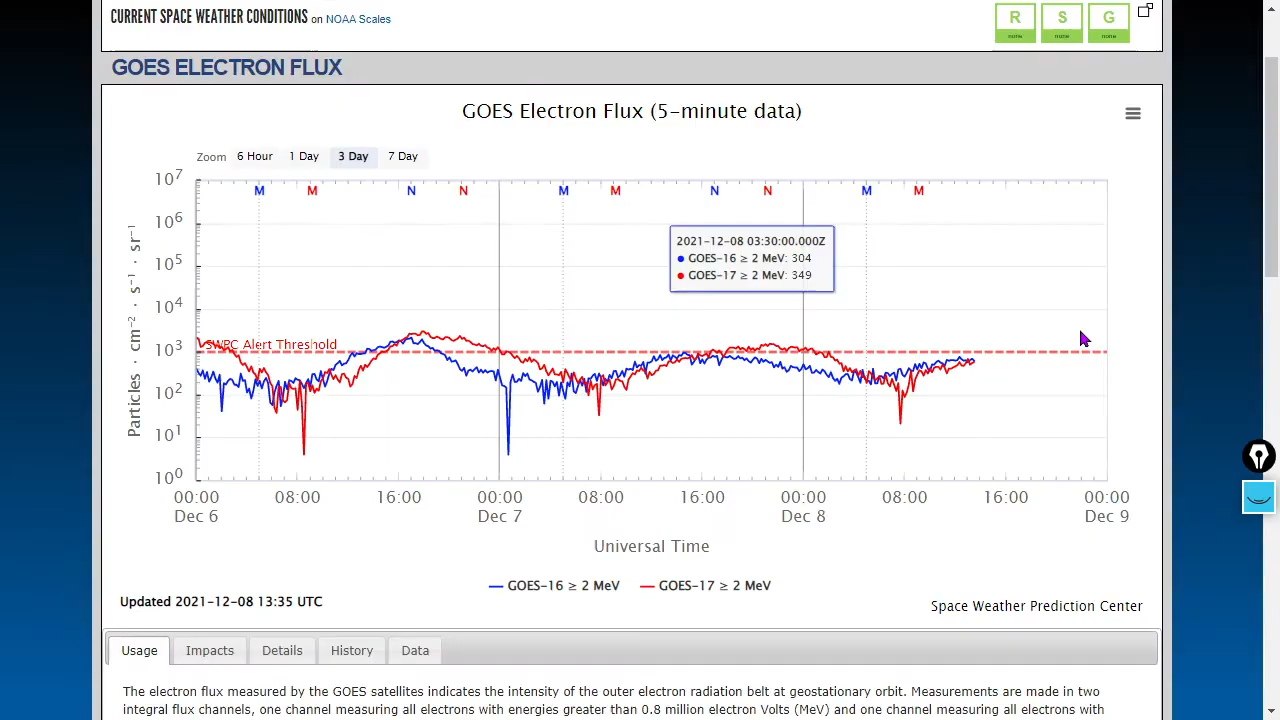 CURRENT SPACE WEATHER CONDITIONS on NOAA Scales
R S G
none none none
GOES ELECTRON FLUX
GOES Electron Flux (5-minute data)
Zoom 6 Hour 1 Day 3 Day 7 Day
10⁷
10⁶
10⁵
10⁴
10³
10²
10¹
10⁰
Particles · cm⁻² · s⁻¹ · sr⁻¹
M M N N M M N N M M
2021-12-08 03:30:00.000Z
GOES-16 ≥ 2 MeV: 304
GOES-17 ≥ 2 MeV: 349
SWPC Alert Threshold
00:00 08:00 16:00 00:00 08:00 16:00 00:00 08:00 16:00 00:00
Dec 6 Dec 7 Dec 8 Dec 9
Universal Time
GOES-16 ≥ 2 MeV GOES-17 ≥ 2 MeV
Updated 2021-12-08 13:35 UTC
Space Weather Prediction Center
Usage Impacts Details History Data
The electron flux measured by the GOES satellites indicates the intensity of the outer electron radiation belt at geostationary orbit. Measurements are made in two
integral flux channels, one channel measuring all electrons with energies greater than 0.8 million electron Volts (MeV) and one channel measuring all electrons with